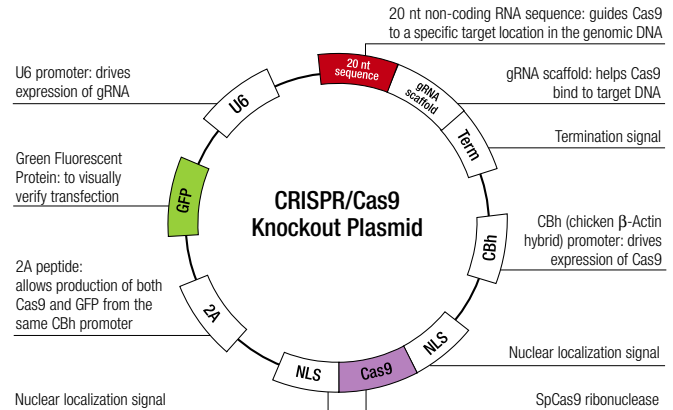 20 nt non-coding RNA sequence: guides Cas9
to a specific target location in the genomic DNA
U6 promoter: drives
expression of gRNA
20 nt
sequence
gRNA
scaffold
gRNA scaffold: helps Cas9
bind to target DNA
U6
Term
Termination signal
Green Fluorescent
Protein: to visually
verify transfection
GFP
CRISPR/Cas9
Knockout Plasmid
CBh
CBh (chicken β-Actin
hybrid) promoter: drives
expression of Cas9
2A peptide:
allows production of both
Cas9 and GFP from the
same CBh promoter
2A
NLS
Nuclear localization signal
NLS
Cas9
Nuclear localization signal
SpCas9 ribonuclease